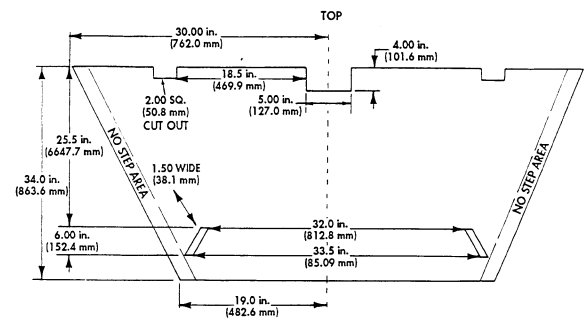 TOP
30.00 in.
(762.0 mm)
4.00 in.
(101.6 mm)
18.5 in.
(469.9 mm)
2.00 SQ.
(50.8 mm)
CUT OUT
5.00 in.
(127.0 mm)
25.5 in.
(6647.7 mm)
NO STEP AREA
NO STEP AREA
34.0 in.
(863.6 mm)
1.50 WIDE
(38.1 mm)
6.00 in.
(152.4 mm)
32.0 in.
(812.8 mm)
33.5 in.
(85.09 mm)
19.0 in.
(482.6 mm)